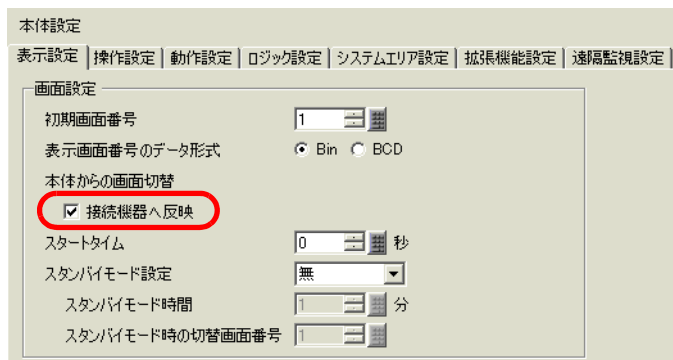 本体設定
表示設定 操作設定 動作設定 ロジック設定 システムエリア設定 拡張機能設定 遠隔監視設定
画面設定
初期画面番号 1
表示画面番号のデータ形式 Bin BCD
本体からの画面切替
接続機器へ反映
スタートタイム 0 秒
スタンバイモード設定 無
スタンバイモード時間 1 分
スタンバイモード時の切替画面番号 1